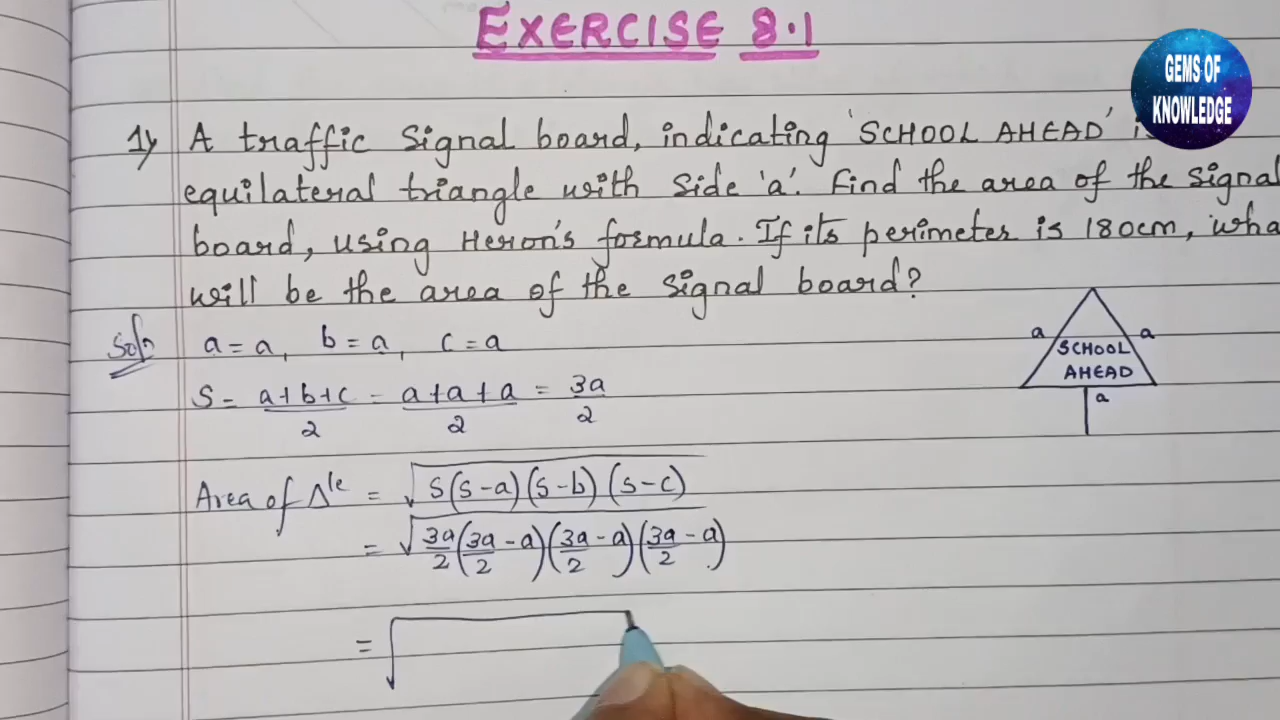 EXERCISE 8.1
GEMS OF
KNOWLEDGE
1) A traffic signal board, indicating 'SCHOOL AHEAD'
equilateral triangle with side 'a'. Find the area of the signal
board, using Heron's formula. If its perimeter is 180cm,
will be the area of the signal board?
Soln a = a, b = a, c = a
S = a+b+c/2 = a+a+a/2 = 3a/2
a a
SCHOOL
AHEAD
a
Area of Δle = √S(S-a)(S-b)(S-c)
= √3a/2(3a/2-a)(3a/2-a)(3a/2-a)
= √